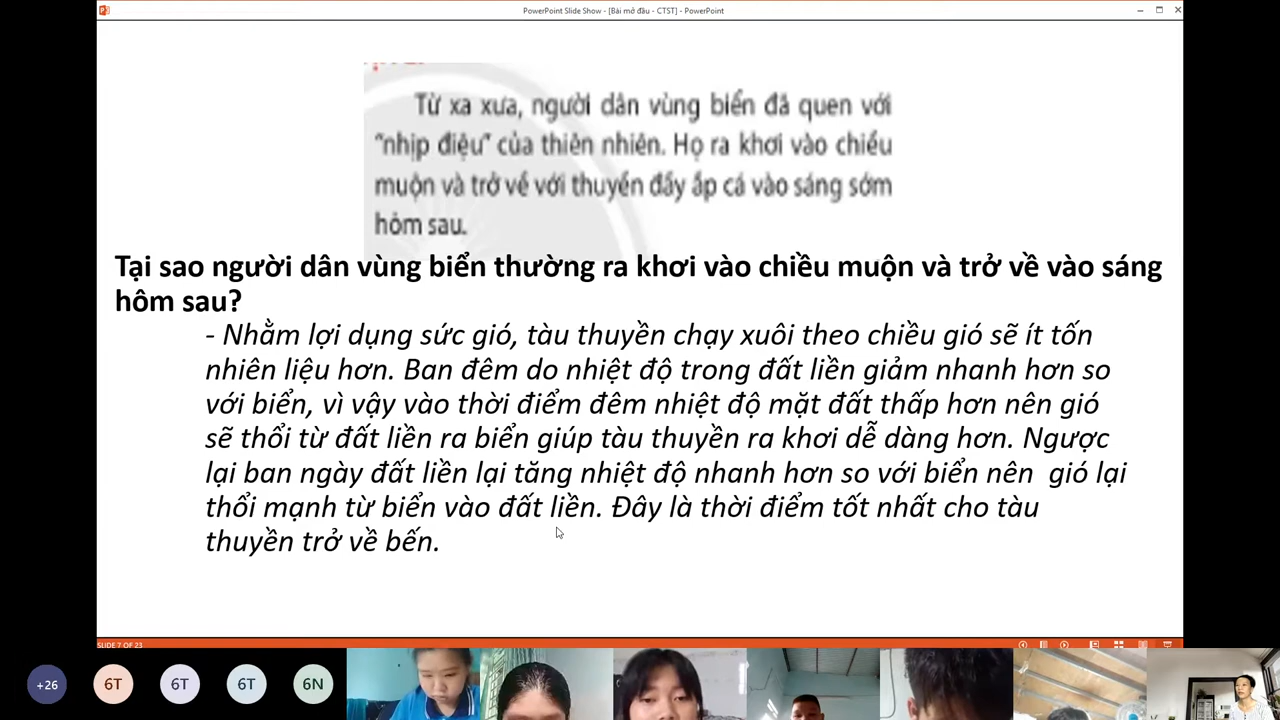 PowerPoint Slide Show - [Bài mở đầu - CTST] - PowerPoint
Từ xa xưa, người dân vùng biển đã quen với
"nhịp điệu" của thiên nhiên. Họ ra khơi vào chiều
muộn và trở về với thuyền đầy ắp cá vào sáng sớm
hôm sau.
Tại sao người dân vùng biển thường ra khơi vào chiều muộn và trở về vào sáng
hôm sau?
- Nhằm lợi dụng sức gió, tàu thuyền chạy xuôi theo chiều gió sẽ ít tốn
nhiên liệu hơn. Ban đêm do nhiệt độ trong đất liền giảm nhanh hơn so
với biển, vì vậy vào thời điểm đêm nhiệt độ mặt đất thấp hơn nên gió
sẽ thổi từ đất liền ra biển giúp tàu thuyền ra khơi dễ dàng hơn. Ngược
lại ban ngày đất liền lại tăng nhiệt độ nhanh hơn so với biển nên gió lại
thổi mạnh từ biển vào đất liền. Đây là thời điểm tốt nhất cho tàu
thuyền trở về bến.
SLIDE 7 OF 23
+26 6T 6T 6T 6N